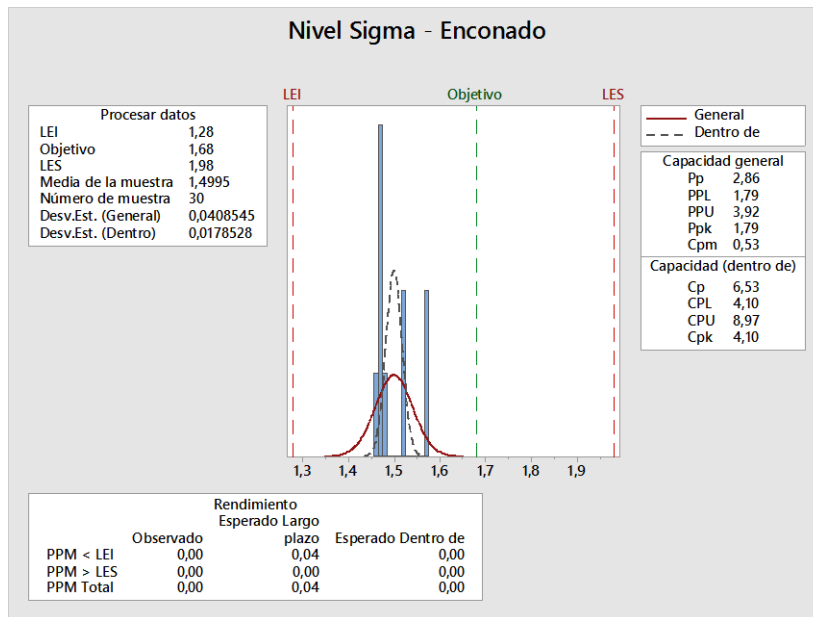 Nivel Sigma - Enconado
LEI Objetivo LES
Procesar datos
LEI 1,28
Objetivo 1,68
LES 1,98
Media de la muestra 1,4995
Número de muestra 30
Desv.Est. (General) 0,0408545
Desv.Est. (Dentro) 0,0178528
General
Dentro de
Capacidad general
Pp 2,86
PPL 1,79
PPU 3,92
Ppk 1,79
Cpm 0,53
Capacidad (dentro de)
Cp 6,53
CPL 4,10
CPU 8,97
Cpk 4,10
1,3 1,4 1,5 1,6 1,7 1,8 1,9
Rendimiento
Esperado Largo
Observado plazo Esperado Dentro de
PPM < LEI 0,00 0,04 0,00
PPM > LES 0,00 0,00 0,00
PPM Total 0,00 0,04 0,00